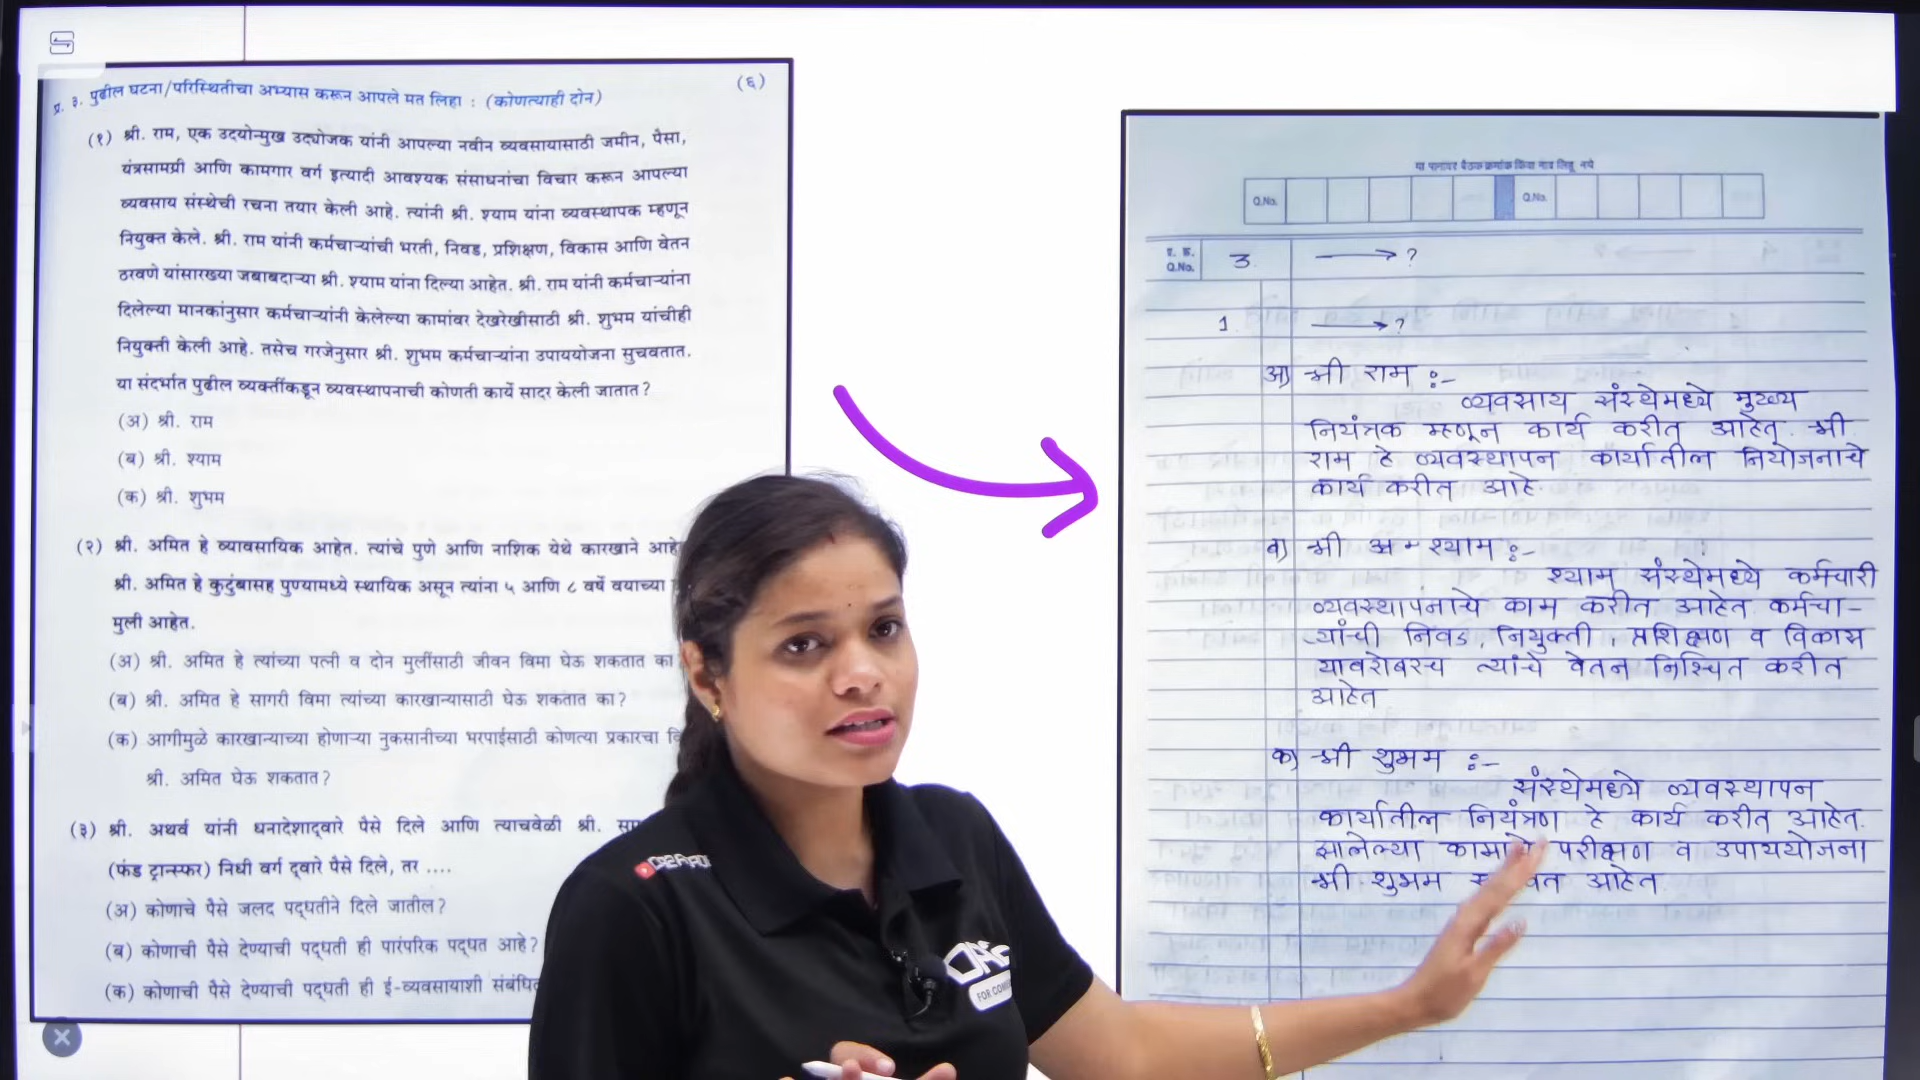 प्र. ३. पुढील घटना/परिस्थितीचा अभ्यास करून आपले मत लिहा : (कोणत्याही दोन) (६)
(१) श्री. राम, एक उदयोन्मुख उद्योजक यांनी आपल्या नवीन व्यवसायासाठी जमीन, पैसा,
यंत्रसामग्री आणि कामगार वर्ग इत्यादी आवश्यक संसाधनांचा विचार करून आपल्या
व्यवसाय संस्थेची रचना तयार केली आहे. त्यांनी श्री. श्याम यांना व्यवस्थापक म्हणून
नियुक्त केले. श्री. राम यांनी कर्मचाऱ्यांची भरती, निवड, प्रशिक्षण, विकास आणि वेतन
ठरवणे यांसारख्या जबाबदाऱ्या श्री. श्याम यांना दिल्या आहेत. श्री. राम यांनी कर्मचाऱ्यांना
दिलेल्या मानकांनुसार कर्मचाऱ्यांनी केलेल्या कामांवर देखरेखीसाठी श्री. शुभम यांचीही
नियुक्ती केली आहे. तसेच गरजेनुसार श्री. शुभम कर्मचाऱ्यांना उपाययोजना सुचवतात.
या संदर्भात पुढील व्यक्तींकडून व्यवस्थापनाची कोणती कार्ये सादर केली जातात?
(अ) श्री. राम
(ब) श्री. श्याम
(क) श्री. शुभम
(२) श्री. अमित हे व्यावसायिक आहेत. त्यांचे पुणे आणि नाशिक येथे कारखाने आहे
श्री. अमित हे कुटुंबासह पुण्यामध्ये स्थायिक असून त्यांना ५ आणि ८ वर्षे वयाच्या
मुली आहेत.
(अ) श्री. अमित हे त्यांच्या पत्नी व दोन मुलींसाठी जीवन विमा घेऊ शकतात का
(ब) श्री. अमित हे सागरी विमा त्यांच्या कारखान्यासाठी घेऊ शकतात का?
(क) आगीमुळे कारखान्याच्या होणाऱ्या नुकसानीच्या भरपाईसाठी कोणत्या प्रकारचा वि
श्री. अमित घेऊ शकतात?
(३) श्री. अथर्व यांनी धनादेशाद्वारे पैसे दिले आणि त्याचवेळी श्री.
(फंड ट्रान्स्फर) निधी वर्ग द्वारे पैसे दिले, तर ....
(अ) कोणाचे पैसे जलद पद्धतीने दिले जातील?
(ब) कोणाची पैसे देण्याची पद्धती ही पारंपरिक पद्धत आहे?
(क) कोणाची पैसे देण्याची पद्धती ही ई-व्यवसायाशी संबंधित
या पानावर बैठक क्रमांक किंवा नाव लिहू नये
Q.No. Q.No.
प्र. क्र. Q.No. 3. → ?
1. → ?
अ) श्री राम :-
व्यवसाय संस्थेमध्ये मुख्य
नियंत्रक म्हणून कार्य करीत आहेत. श्री
राम हे व्यवस्थापन कार्यातील नियोजनाचे
कार्य करीत आहे.
ब) श्री श्याम :-
श्याम संस्थेमध्ये कर्मचारी
व्यवस्थापनाचे काम करीत आहेत. कर्मचा-
-यांची निवड, नियुक्ती, प्रशिक्षण व विकास
याबरोबरच त्यांचे वेतन निश्चित करीत
आहेत
क) श्री शुभम :-
संस्थेमध्ये व्यवस्थापन
कार्यातील नियंत्रण हे कार्य करीत आहेत.
झालेल्या कामाचे परीक्षण व उपाययोजना
श्री. शुभम आहेत.